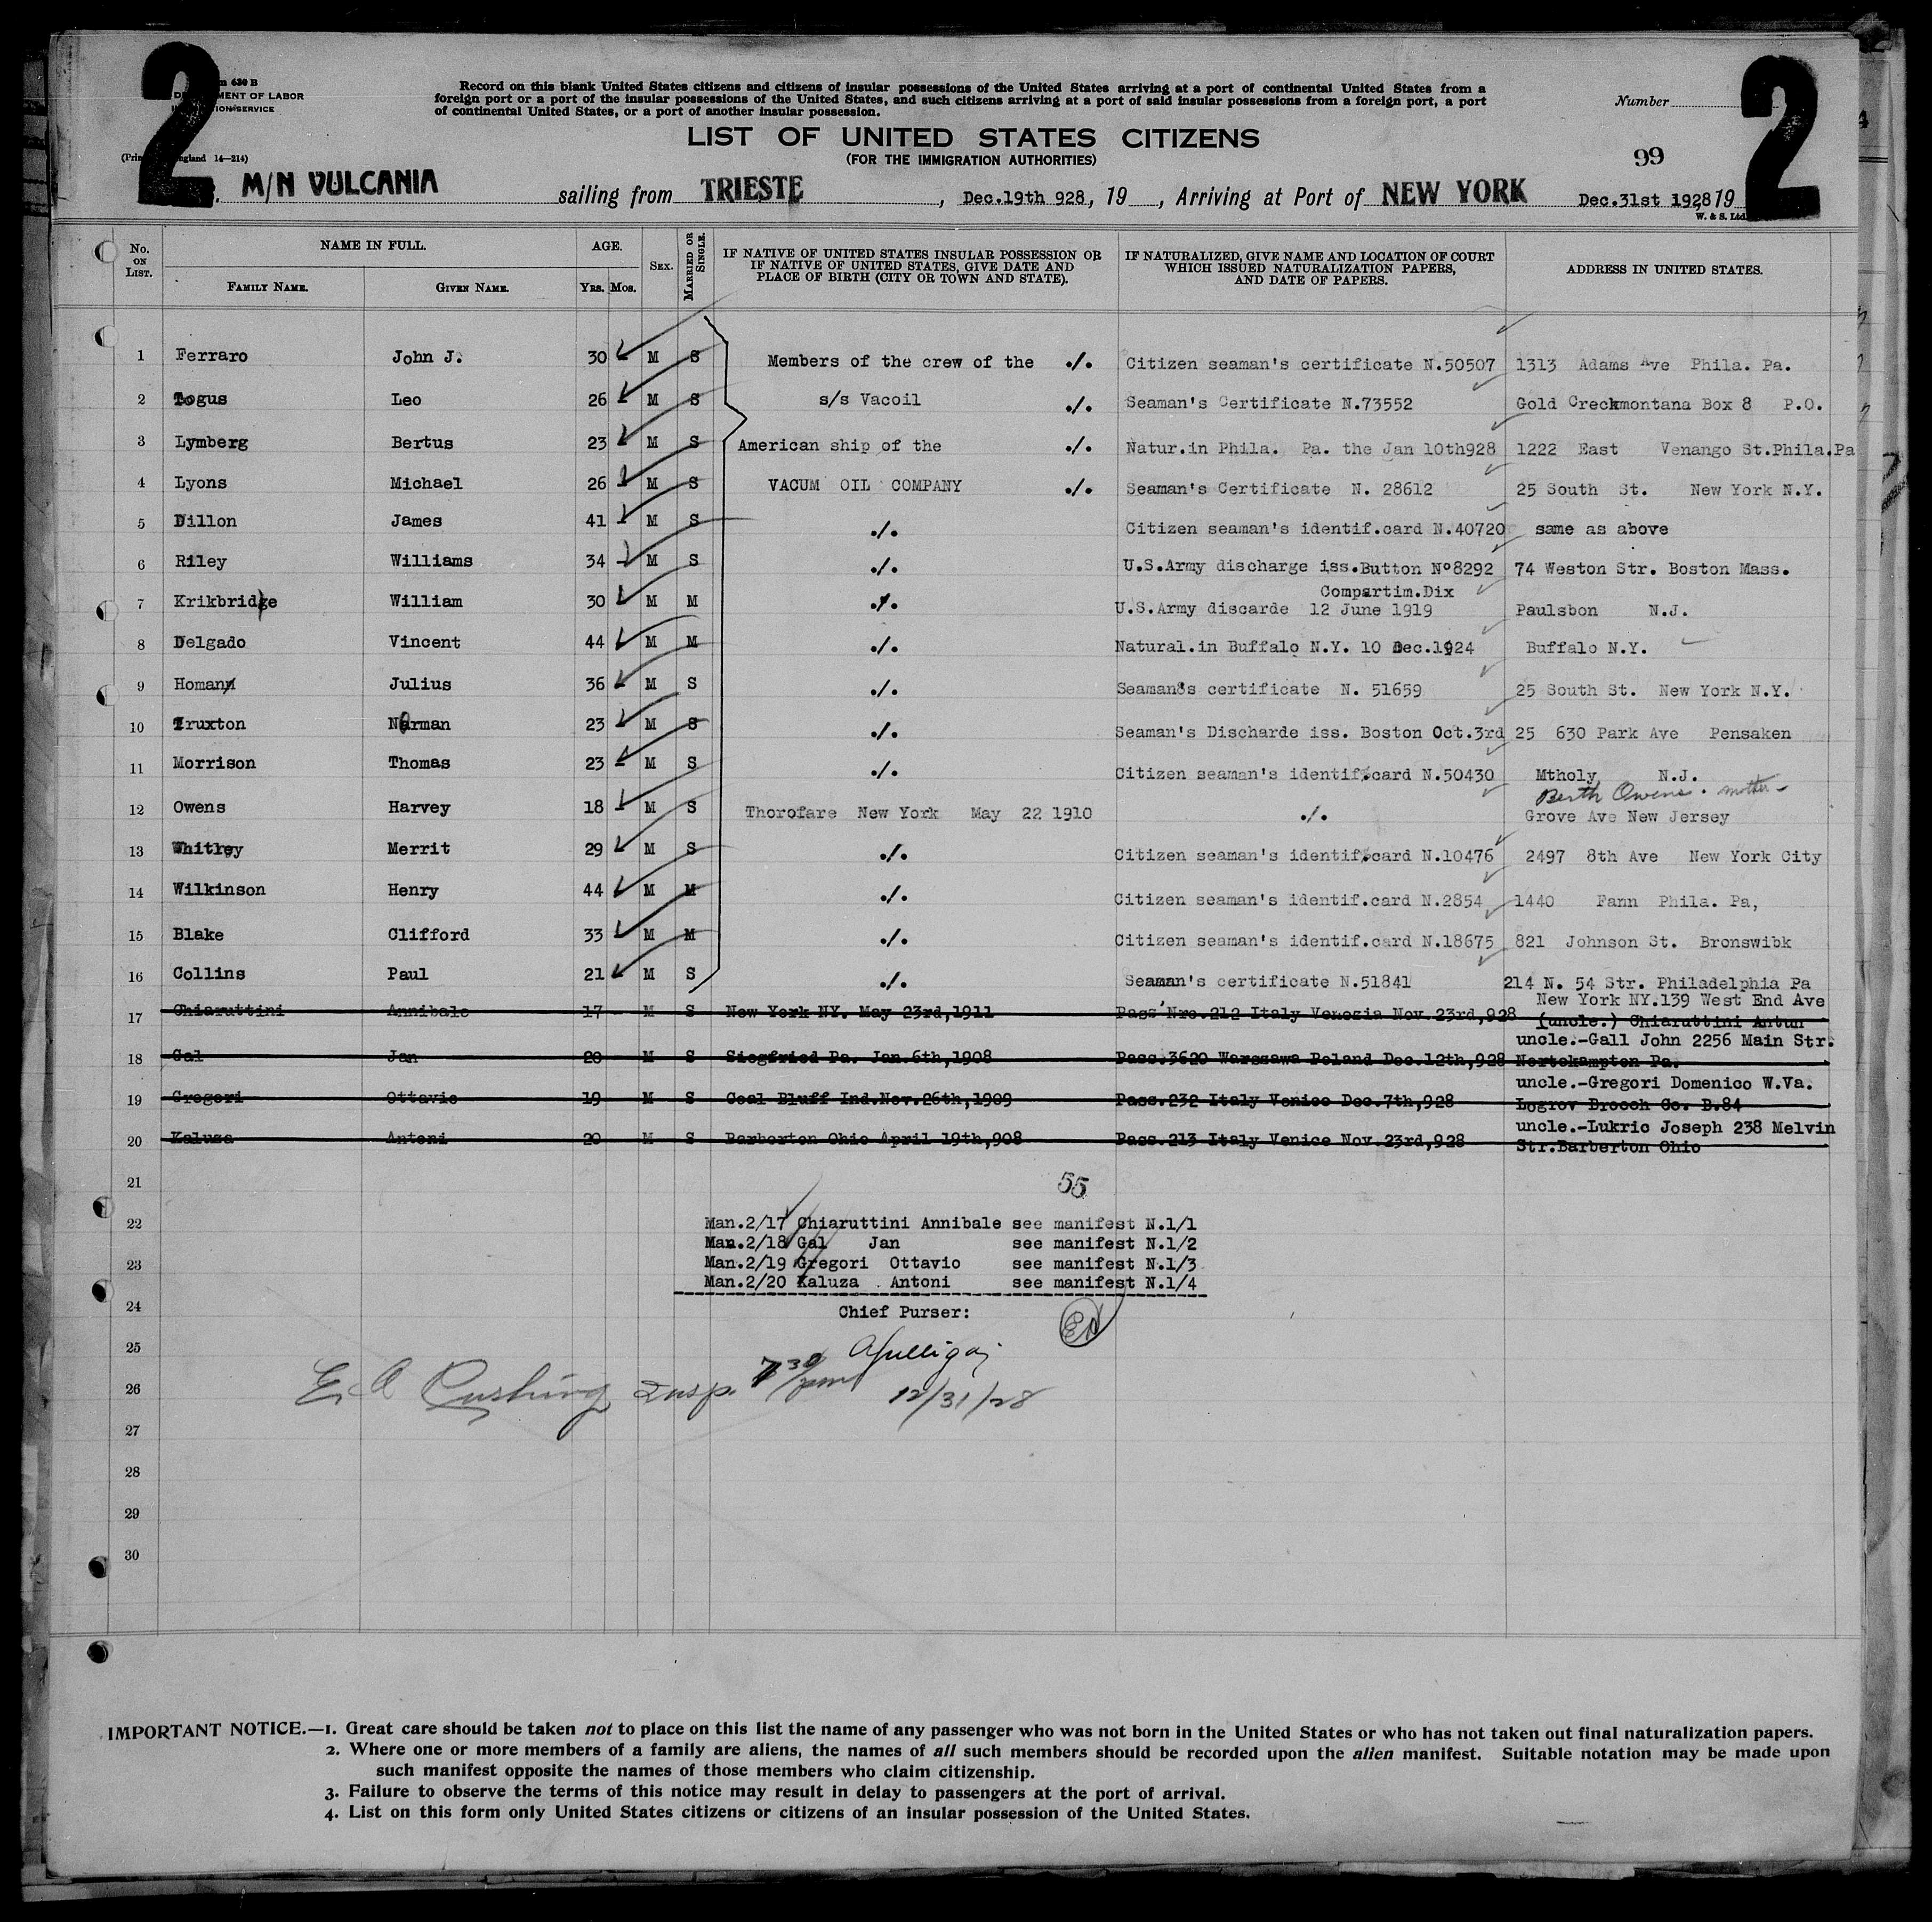 2 2
Form 630 B
DEPARTMENT OF LABOR
IMMIGRATION SERVICE
Record on this blank United States citizens and citizens of insular possessions of the United States arriving at a port of continental United States from a
foreign port or a port of the insular possessions of the United States, and such citizens arriving at a port of said insular possessions from a foreign port, a port
of continental United States, or a port of another insular possession.
Number
LIST OF UNITED STATES CITIZENS
(FOR THE IMMIGRATION AUTHORITIES)
England 14—214)
99
M/N VULCANIA sailing from TRIESTE, Dec.19th 928, 19 , Arriving at Port of NEW YORK Dec.31st 1928 19
W. & S. Ltd.
No. ON LIST. NAME IN FULL. AGE. SEX. MARRIED OR SINGLE. IF NATIVE OF UNITED STATES INSULAR POSSESSION OR IF NATIVE OF UNITED STATES, GIVE DATE AND PLACE OF BIRTH (CITY OR TOWN AND STATE). IF NATURALIZED, GIVE NAME AND LOCATION OF COURT WHICH ISSUED NATURALIZATION PAPERS, AND DATE OF PAPERS. ADDRESS IN UNITED STATES.
FAMILY NAME. GIVEN NAME. YRS. MOS.
1 Ferraro John J. 30 M S Members of the crew of the ./. Citizen seaman's certificate N.50507 1313 Adams Ave Phila. Pa.
2 Togus Leo 26 M S s/s Vacoil ./. Seaman's Certificate N.73552 Gold Creckmontana Box 8 P.O.
3 Lymberg Bertus 23 M S American ship of the ./. Natur.in Phila. Pa. the Jan 10th928 1222 East Venango St.Phila.Pa
4 Lyons Michael 26 M S VACUM OIL COMPANY ./. Seaman's Certificate N. 28612 25 South St. New York N.Y.
5 Dillon James 41 M S ./. Citizen seaman's identif.card N.40720 same as above
6 Riley Williams 34 M S ./. U.S.Army discharge iss.Button Nº8292 74 Weston Str. Boston Mass.
Compartim.Dix
7 Krikbridge William 30 M M ./. U.S.Army discarde 12 June 1919 Paulsbon N.J.
8 Delgado Vincent 44 M M ./. Natural.in Buffalo N.Y. 10 Dec.1924 Buffalo N.Y.
9 Homann Julius 36 M S ./. Seaman's certificate N. 51659 25 South St. New York N.Y.
10 Truxton Norman 23 M S ./. Seaman's Discharde iss. Boston Oct.3rd 25 630 Park Ave Pensaken
11 Morrison Thomas 23 M S ./. Citizen seaman's identif.card N.50430 Mtholy N.J.
Berth Owens. mother
12 Owens Harvey 18 M S Thorofare New York May 22 1910 ./. Grove Ave New Jersey
13 Whitley Merrit 29 M S ./. Citizen seaman's identif.card N.10476 2497 8th Ave New York City
14 Wilkinson Henry 44 M M ./. Citizen seaman's identif.card N.2854 1440 Fann Phila. Pa,
15 Blake Clifford 33 M M ./. Citizen seaman's identif.card N.18675 821 Johnson St. Bronswibk
16 Collins Paul 21 M S ./. Seaman's certificate N.51841 214 N. 54 Str. Philadelphia Pa
New York NY.139 West End Ave
17 Chiaruttini Annibale 17 M S New York NY. May 23rd,1911 Pass Nro.212 Italy Venezia Nov.23rd,928 (uncle.) Chiaruttini Antun
uncle.-Gall John 2256 Main Str.
18 Gal Jan 20 M S Siegfried Pa. Jan.6th,1908 Pass.3620 Warszawa Poland Dec.12th,928 Nortekampton Pa.
uncle.-Gregori Domenico W.Va.
19 Gregori Ottavio 19 M S Coal Bluff Ind.Nov.26th,1909 Pass.232 Italy Venice Dec.7th,928 Logrov Brooch Co. B.84
uncle.-Lukric Joseph 238 Melvin
20 Kaluza Antoni 20 M S Barberton Ohio April 19th,908 Pass.213 Italy Venice Nov.23rd,928 Str.Barberton Ohio
21
55
22 Man.2/17 Chiaruttini Annibale see manifest N.1/1
Man.2/18 Gal Jan see manifest N.1/2
23 Man.2/19 Gregori Ottavio see manifest N.1/3
Man.2/20 Kaluza Antoni see manifest N.1/4
24 Chief Purser:
25
26 E A Cushing Insp. 7 30/pm 12/31/28
27
28
29
30
IMPORTANT NOTICE.—1. Great care should be taken not to place on this list the name of any passenger who was not born in the United States or who has not taken out final naturalization papers.
2. Where one or more members of a family are aliens, the names of all such members should be recorded upon the alien manifest. Suitable notation may be made upon
such manifest opposite the names of those members who claim citizenship.
3. Failure to observe the terms of this notice may result in delay to passengers at the port of arrival.
4. List on this form only United States citizens or citizens of an insular possession of the United States.